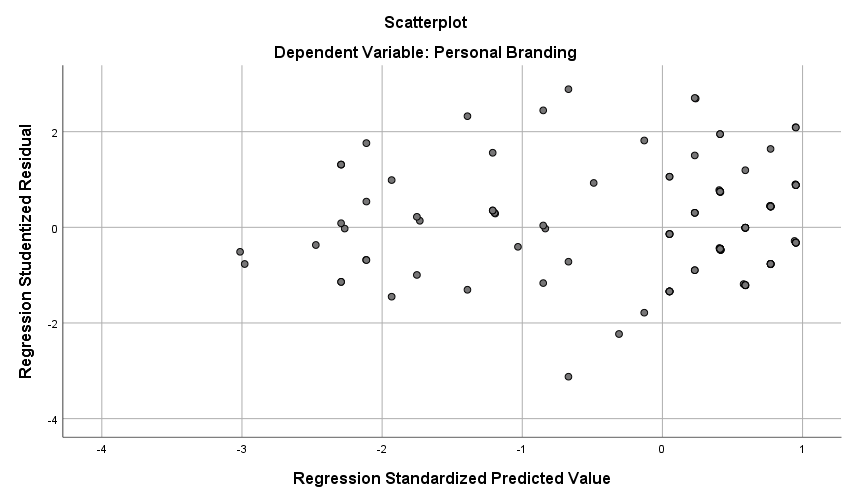 Scatterplot
Dependent Variable: Personal Branding
Regression Studentized Residual
2
0
-2
-4
-4 -3 -2 -1 0 1
Regression Standardized Predicted Value